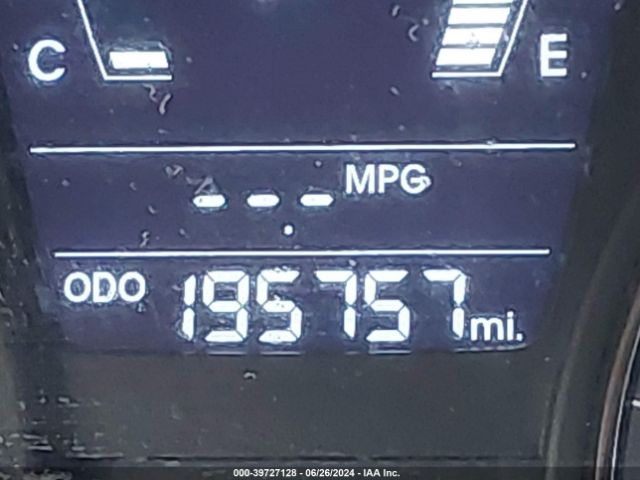 C E
--.- MPG
ODO 195757 mi.
000-39727128 - 06/26/2024 - IAA Inc.